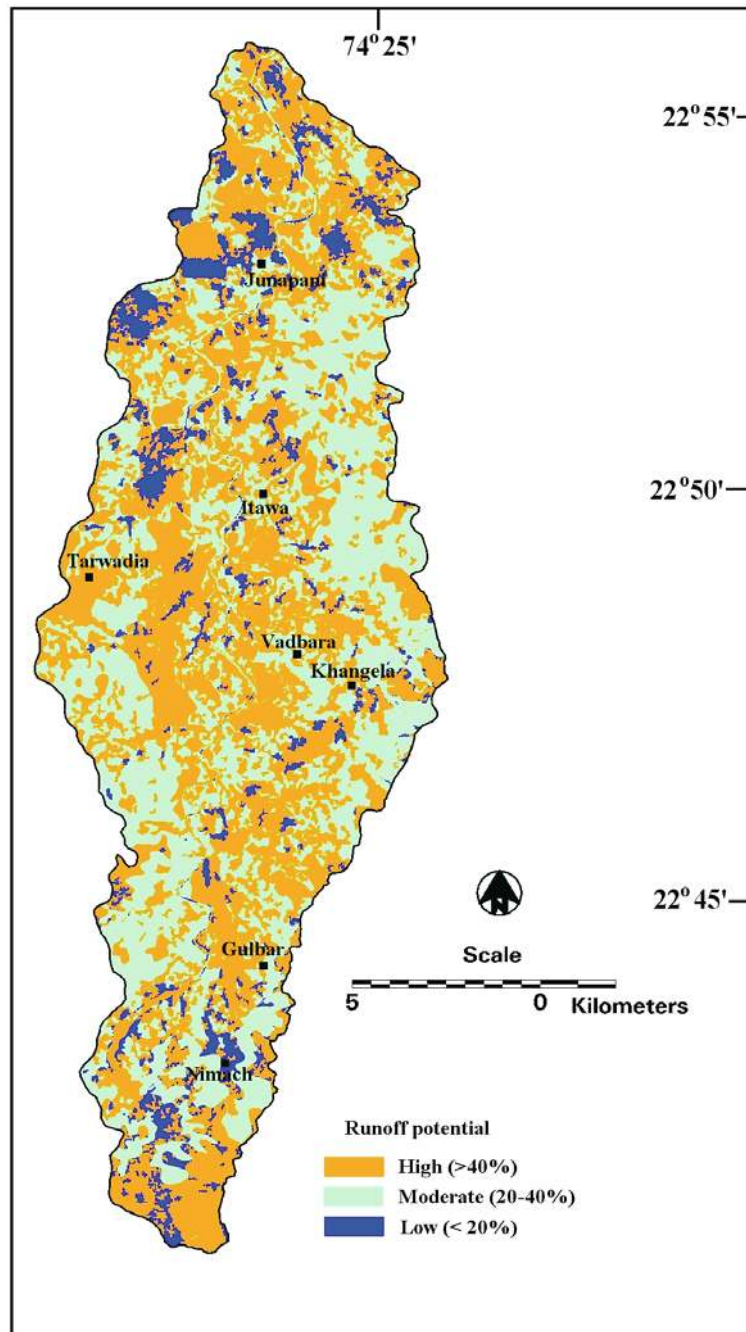 74°25'
22°55'
Junapani
22°50'
Itawa
Tarwadia
Vadbara
Khangela
22°45'
N
Gulbar
Scale
5 0 Kilometers
Nimach
Runoff potential
High (>40%)
Moderate (20-40%)
Low (< 20%)